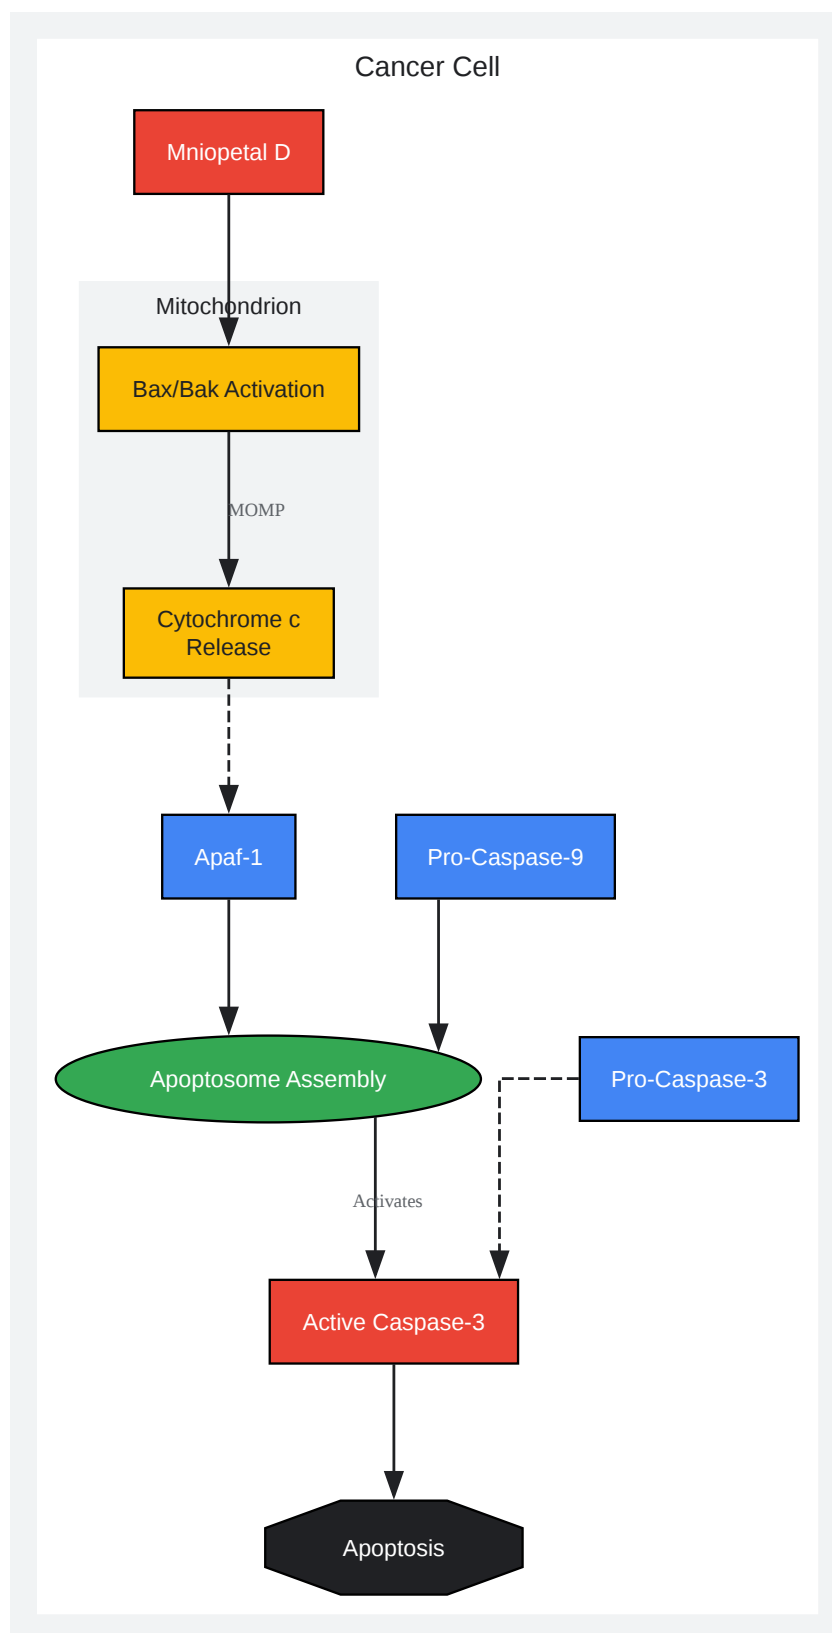 Cancer Cell
Mniopetal D
Mitochondrion
Bax/Bak Activation
MOMP
Cytochrome c
Release
Apaf-1
Pro-Caspase-9
Apoptosome Assembly
Pro-Caspase-3
Activates
Active Caspase-3
Apoptosis